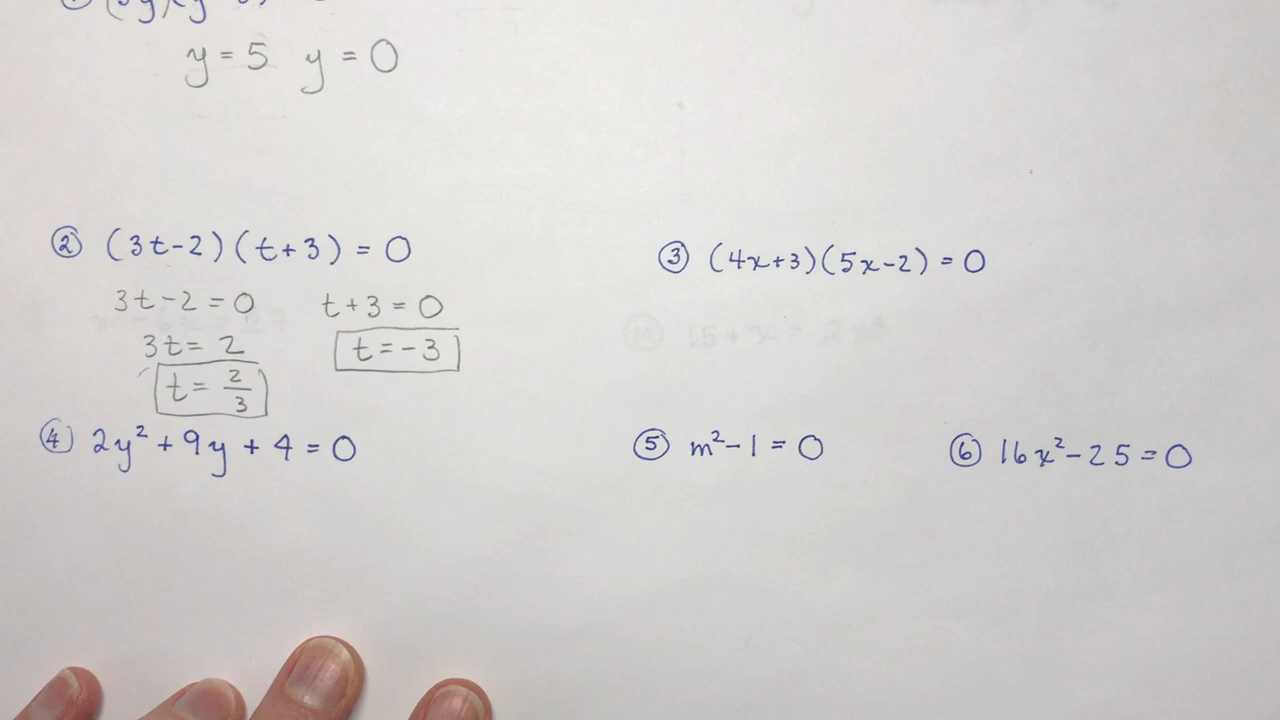 y = 5 y = 0
② (3t-2)(t+3) = 0
3t-2 = 0 t+3 = 0
3t = 2 t = -3
t = 2/3
③ (4x+3)(5x-2) = 0
④ 2y² + 9y + 4 = 0
⑤ m² - 1 = 0
⑥ 16x² - 25 = 0